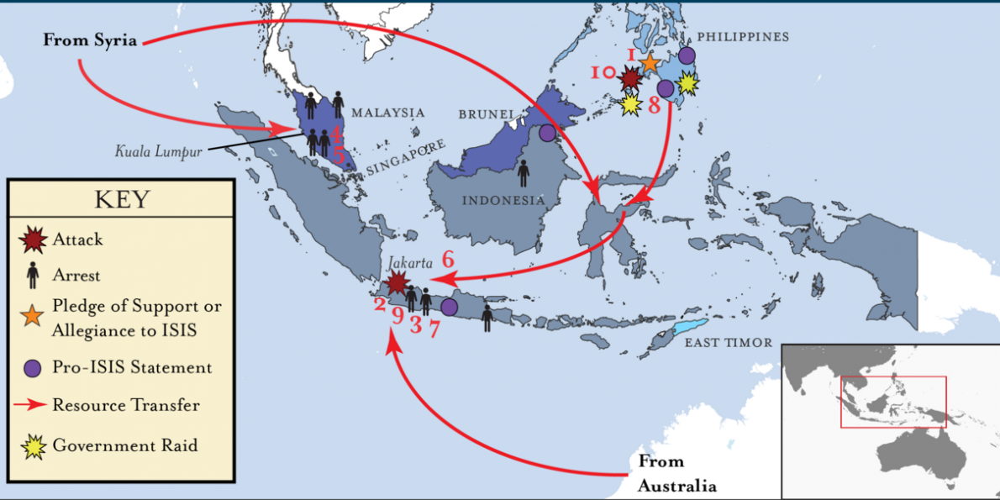 From Syria
PHILIPPINES
1
10
8
MALAYSIA
BRUNEI
4
5
Kuala Lumpur
SINGAPORE
INDONESIA
KEY
Attack
Arrest
Pledge of Support or
Allegiance to ISIS
Pro-ISIS Statement
Resource Transfer
Government Raid
Jakarta
6
2
9
3
7
EAST TIMOR
From
Australia